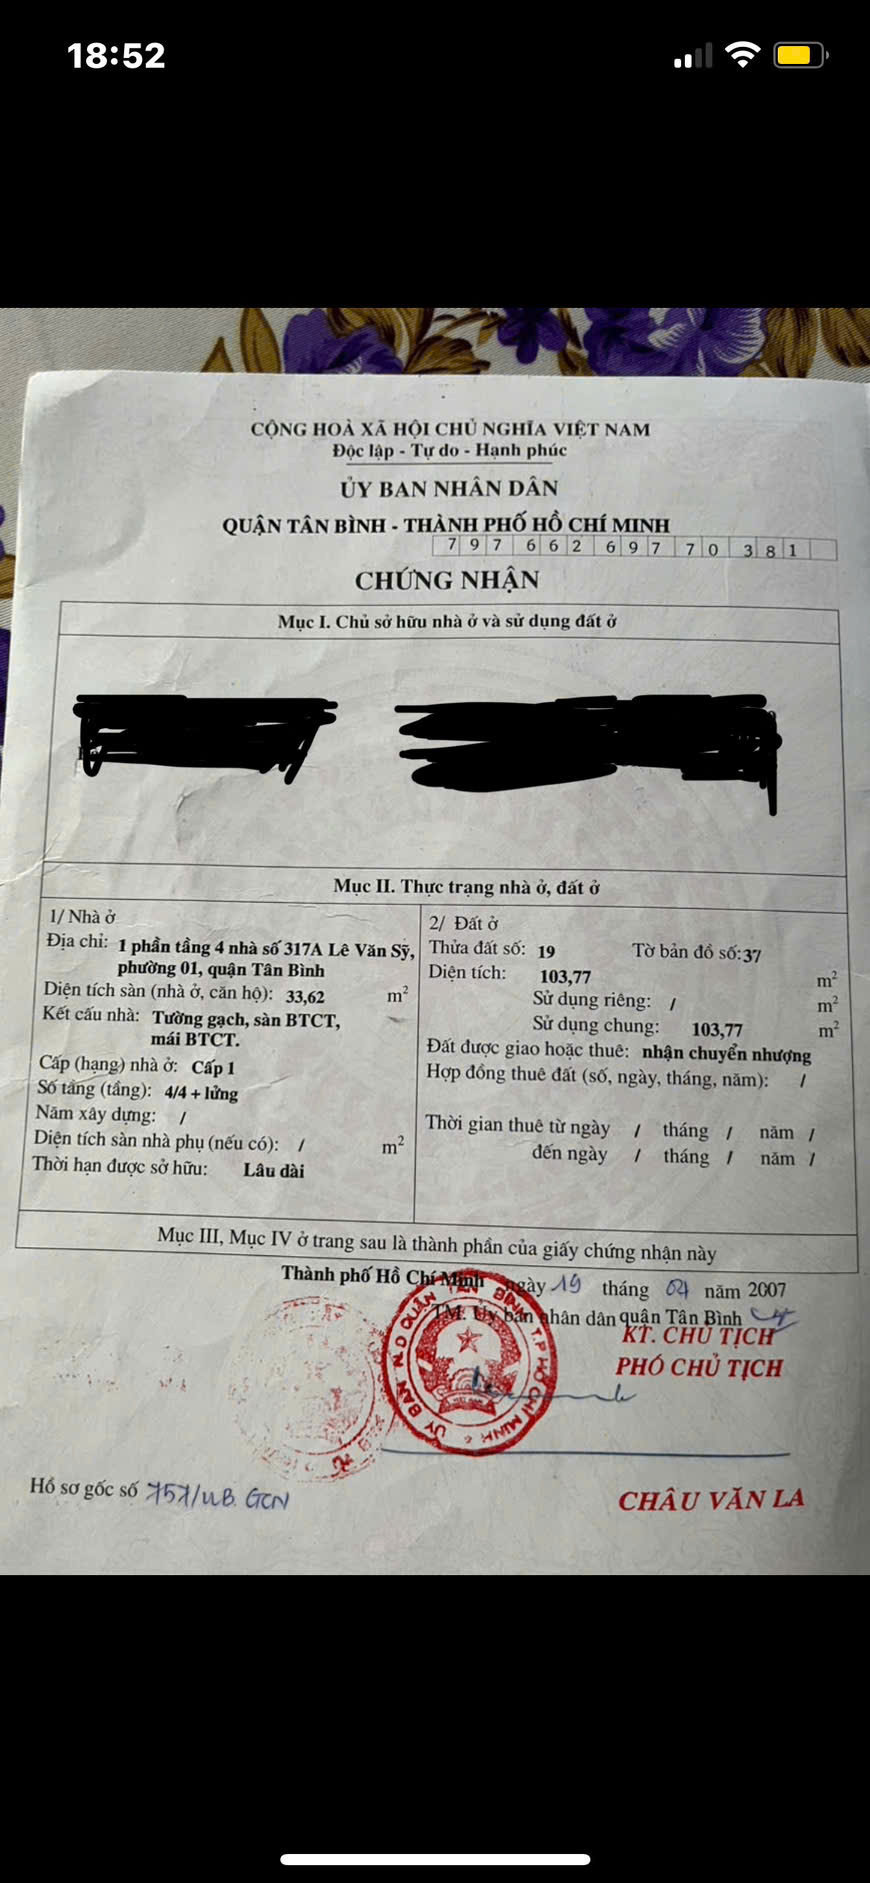 18:52
CỘNG HOÀ XÃ HỘI CHỦ NGHĨA VIỆT NAM
Độc lập - Tự do - Hạnh phúc
ỦY BAN NHÂN DÂN
QUẬN TÂN BÌNH - THÀNH PHỐ HỒ CHÍ MINH
7 9 7 6 6 2 6 9 7 7 0 3 8 1
CHỨNG NHẬN
Mục I. Chủ sở hữu nhà ở và sử dụng đất ở
Mục II. Thực trạng nhà ở, đất ở
1/ Nhà ở
Địa chỉ: 1 phần tầng 4 nhà số 317A Lê Văn Sỹ,
phường 01, quận Tân Bình
Diện tích sàn (nhà ở, căn hộ): 33,62 m²
Kết cấu nhà: Tường gạch, sàn BTCT,
mái BTCT.
Cấp (hạng) nhà ở: Cấp 1
Số tầng (tầng): 4/4 + lửng
Năm xây dựng: /
Diện tích sàn nhà phụ (nếu có): / m²
Thời hạn được sở hữu: Lâu dài
2/ Đất ở
Thửa đất số: 19 Tờ bản đồ số:37
Diện tích: 103,77 m²
Sử dụng riêng: / m²
Sử dụng chung: 103,77 m²
Đất được giao hoặc thuê: nhận chuyển nhượng
Hợp đồng thuê đất (số, ngày, tháng, năm): /
Thời gian thuê từ ngày / tháng / năm /
đến ngày / tháng / năm /
Mục III, Mục IV ở trang sau là thành phần của giấy chứng nhận này
Thành phố Hồ Chí Minh ngày 19 tháng 07 năm 2007
TM. Ủy ban nhân dân quận Tân Bình
KT. CHỦ TỊCH
PHÓ CHỦ TỊCH
ỦY BAN N.D QUẬN TÂN BÌNH T.P HỒ CHÍ MINH
Hồ sơ gốc số 757/UB.GCN
CHÂU VĂN LA